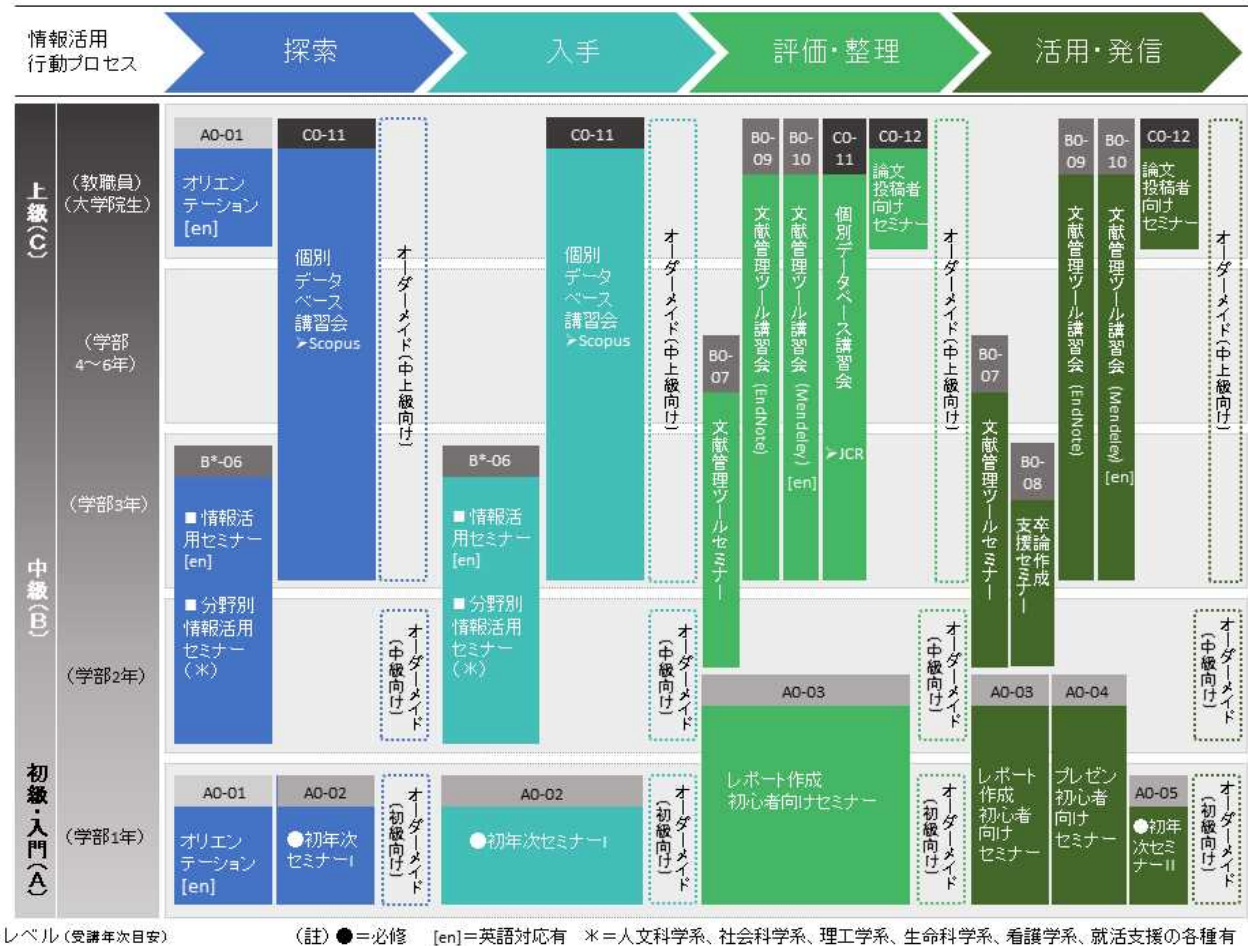 情報活用
行動プロセス
探索
入手
評価・整理
活用・発信
上級(C)
(教職員)
(大学院生)
(学部
4～6年)
(学部3年)
中級(B)
(学部2年)
初級・入門(A)
(学部1年)
A0-01
オリエン
テーション
[en]
C0-11
個別
データ
ベース
講習会
➤Scopus
オーダーメイド(中上級向け)
B*-06
■情報活
用セミナー
[en]
■分野別
情報活用
セミナー
(＊)
オーダーメイド
(中級向け)
A0-01
オリエン
テーション
[en]
A0-02
●初年次
セミナーI
オーダーメイド
(初級向け)
C0-11
個別
データ
ベース
講習会
➤Scopus
オーダーメイド(中上級向け)
B*-06
■情報活
用セミナー
[en]
■分野別
情報活用
セミナー
(＊)
オーダーメイド
(中級向け)
A0-02
●初年次セミナーI
オーダーメイド
(初級向け)
B0-
07
文献管理ツールセミナー
B0-
09
文献管理ツール講習会(EndNote)
B0-
10
文献管理ツール講習会(Mendeley)
[en]
C0-
11
個別データベース講習会
➤JCR
C0-12
論文
投稿者
向け
セミナー
オーダーメイド(中上級向け)
オーダーメイド
(中級向け)
A0-03
レポート作成
初心者向けセミナー
オーダーメイド
(初級向け)
B0-
07
文献管理ツールセミナー
B0-
08
卒論作成
支援セミナー
B0-
09
文献管理ツール講習会(EndNote)
B0-
10
文献管理ツール講習会(Mendeley)
[en]
C0-12
論文
投稿者
向け
セミナー
オーダーメイド(中上級向け)
オーダーメイド
(中級向け)
A0-03
レポート
作成
初心者
向け
セミナー
A0-04
プレゼン
初心者
向け
セミナー
A0-05
●初年
次セミ
ナーII
オーダーメイド
(初級向け)
レベル(受講年次目安)
(註)●=必修 [en]=英語対応有 ＊=人文科学系、社会科学系、理工学系、生命科学系、看護学系、就活支援の各種有